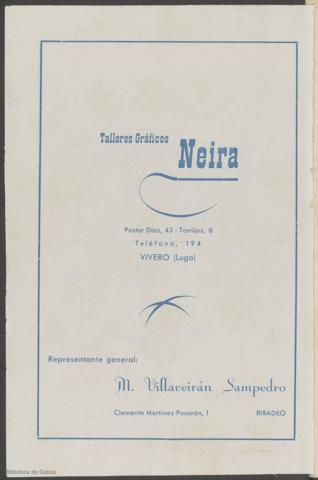 Talleres Gráficos
Neira
Pastor Díaz, 43 - Torrijos, 8
Teléfono, 194
VIVERO (Lugo)
Representante general:
M. Villaveirán Sampedro
Clemente Martínez Pasarón, 1 RIBADEO
Biblioteca de Galicia